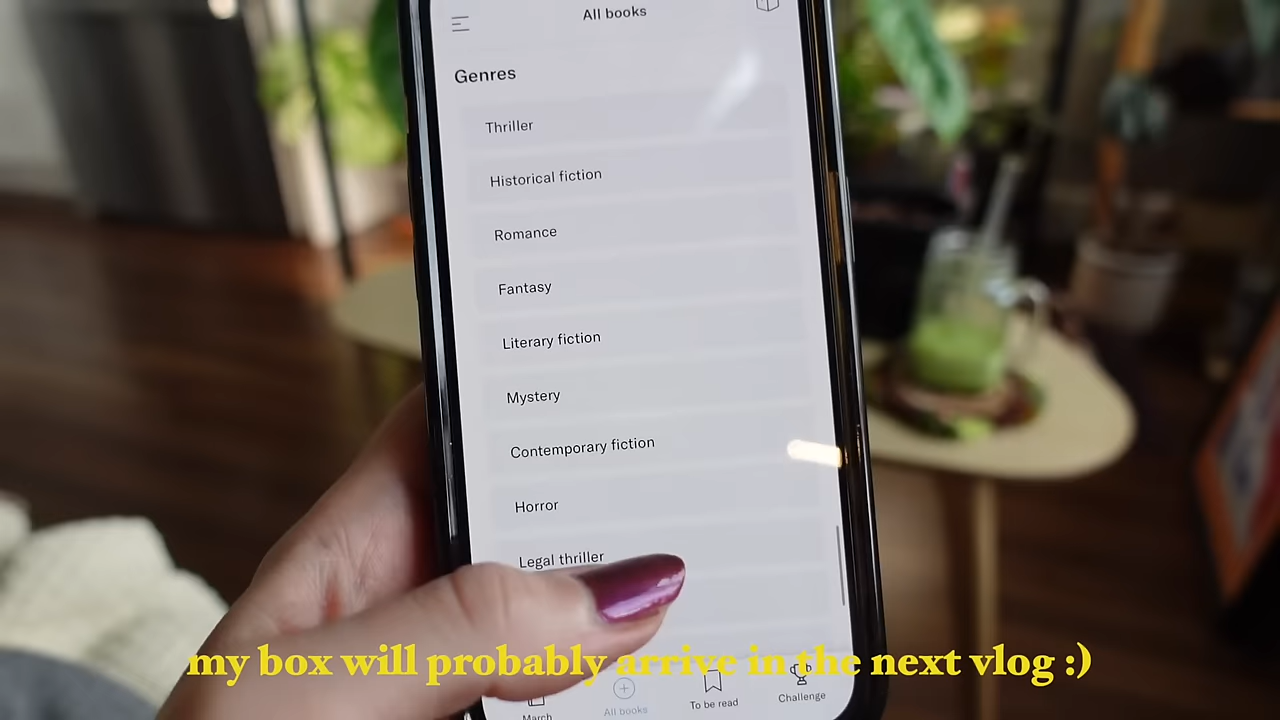 All books
Genres
Thriller
Historical fiction
Romance
Fantasy
Literary fiction
Mystery
Contemporary fiction
Horror
Legal thriller
my box will probably arrive in the next vlog :)
March
All books
To be read
Challenge